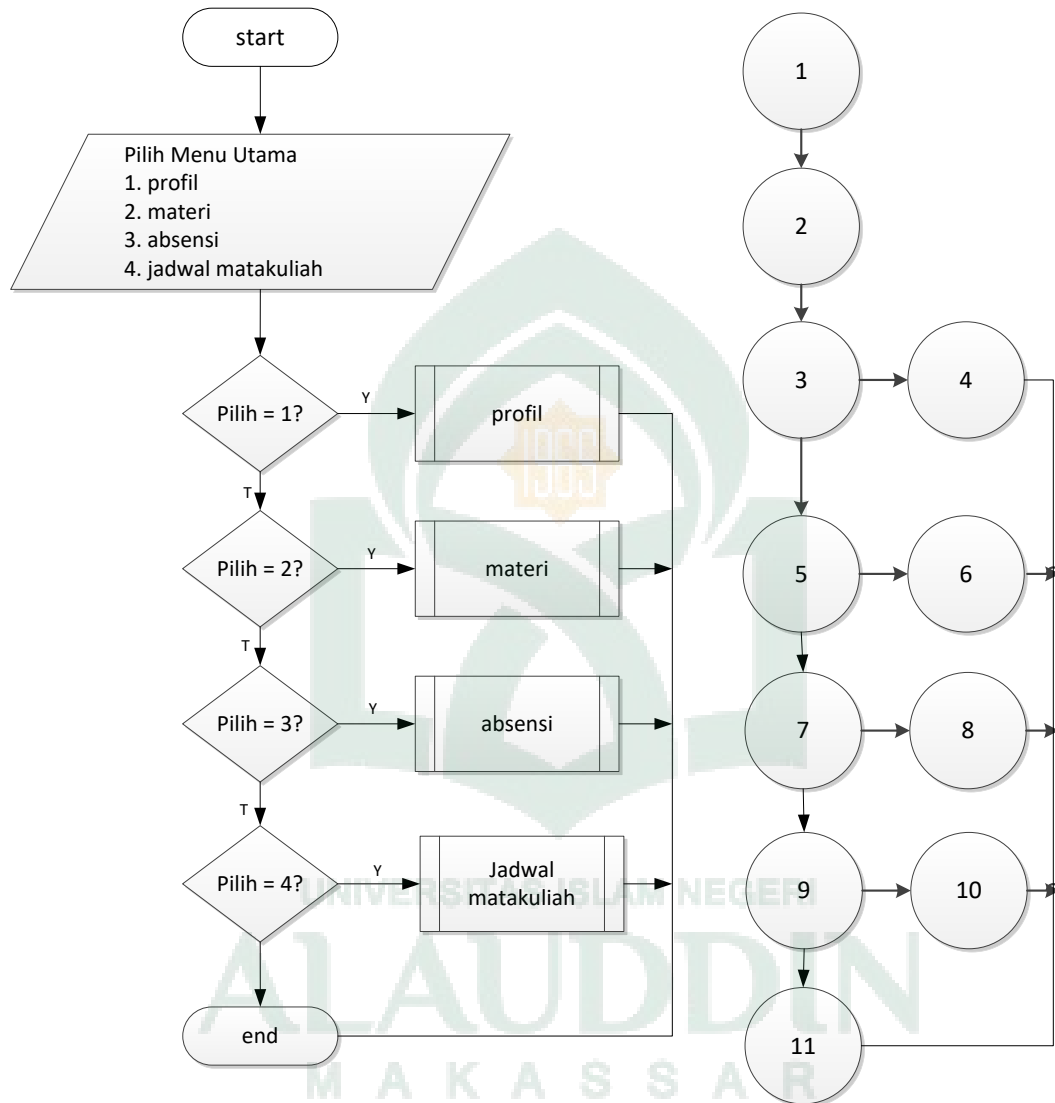 start
Pilih Menu Utama
1. profil
2. materi
3. absensi
4. jadwal matakuliah
Pilih = 1?
Y
profil
T
Pilih = 2?
Y
materi
T
Pilih = 3?
Y
absensi
T
Pilih = 4?
Y
Jadwal
matakuliah
end
1
2
3
4
5
6
7
8
9
10
11
1965
UNIVERSITAS ISLAM NEGERI
ALAUDDIN
MAKASSAR